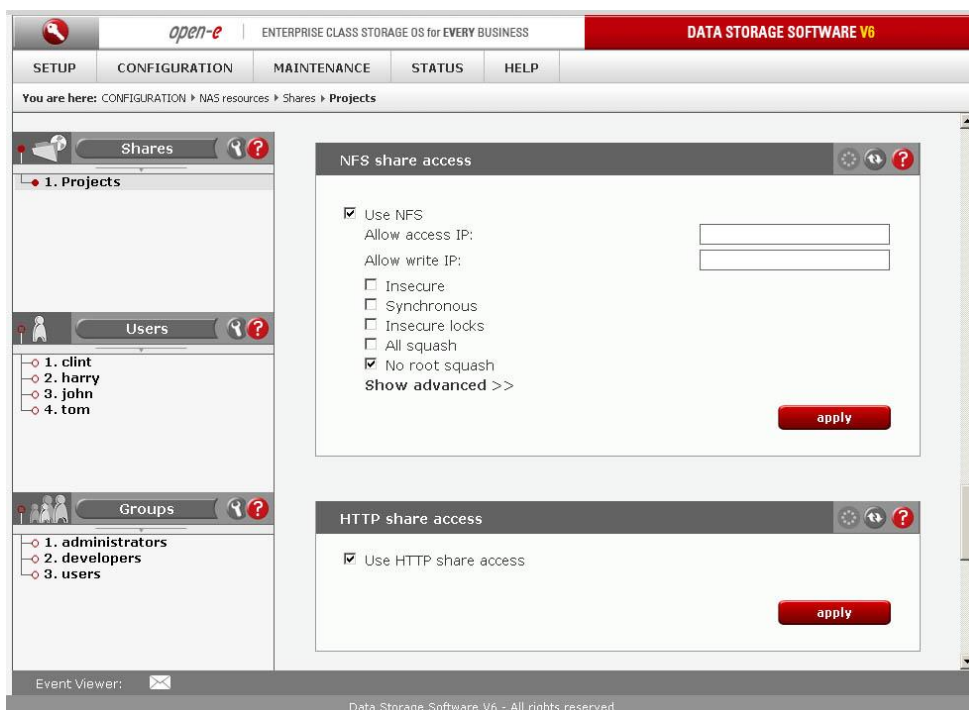 open-e ENTERPRISE CLASS STORAGE OS for EVERY BUSINESS DATA STORAGE SOFTWARE V6
SETUP CONFIGURATION MAINTENANCE STATUS HELP
You are here: CONFIGURATION NAS resources Shares Projects
Shares
1. Projects
Users
1. clint
2. harry
3. john
4. tom
Groups
1. administrators
2. developers
3. users
NFS share access
Use NFS
Allow access IP:
Allow write IP:
Insecure
Synchronous
Insecure locks
All squash
No root squash
Show advanced >>
apply
HTTP share access
Use HTTP share access
apply
Event Viewer:
Data Storage Software V6 - All rights reserved